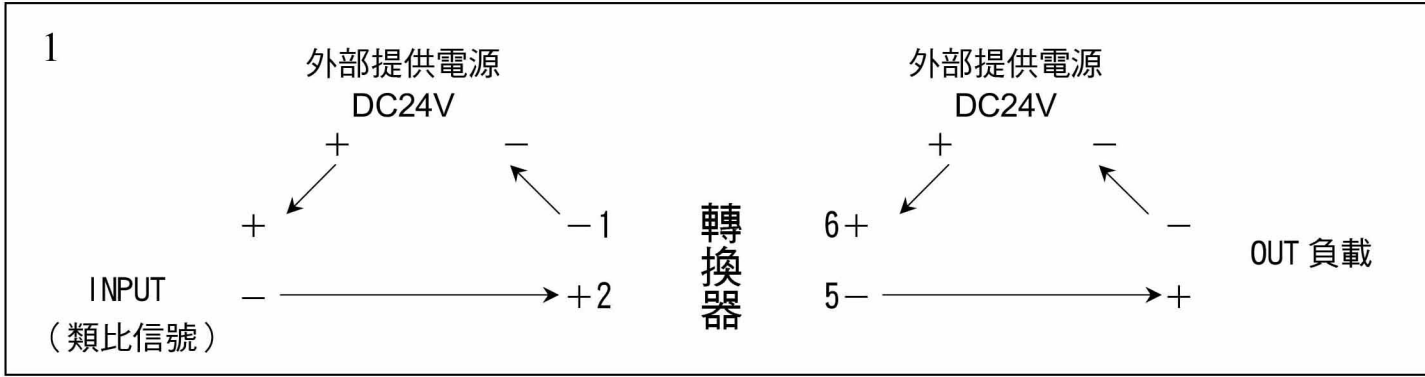 1
外部提供電源
DC24V
+ −
+ −1
INPUT − +2
(類比信號)
轉換器
外部提供電源
DC24V
+ −
6+ −
5− +
OUT 負載